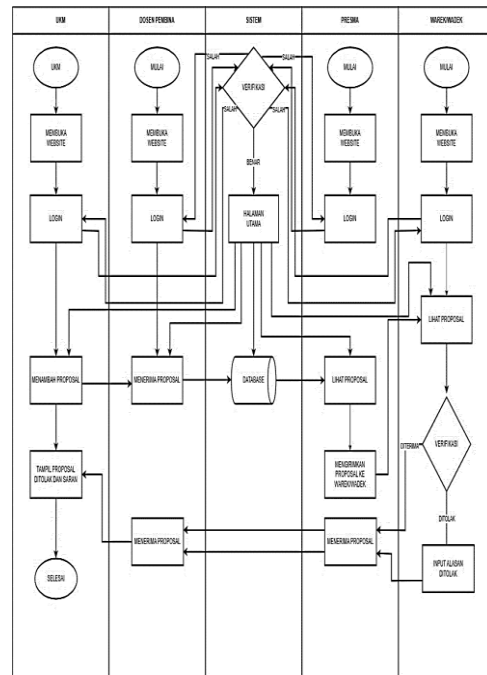 UKM
DOSEN PEMBINA
SISTEM
PRESMA
WAREK/WADEK
UKM
MULAI
VERIFIKASI
MULAI
MULAI
SALAH
SALAH
SALAH
SALAH
MEMBUKA
WEBSITE
MEMBUKA
WEBSITE
MEMBUKA
WEBSITE
MEMBUKA
WEBSITE
BENAR
LOGIN
LOGIN
HALAMAN
UTAMA
LOGIN
LOGIN
LIHAT PROPOSAL
MENAMBAH PROPOSAL
MENERIMA PROPOSAL
DATABASE
LIHAT PROPOSAL
DITERIMA
VERIFIKASI
TAMPIL PROPOSAL
DITOLAK DAN SARAN
MENGIRIMKAN
PROPOSAL KE
WAREK/WADEK
DITOLAK
MENERIMA PROPOSAL
MENERIMA PROPOSAL
INPUT ALASAN
DITOLAK
SELESAI